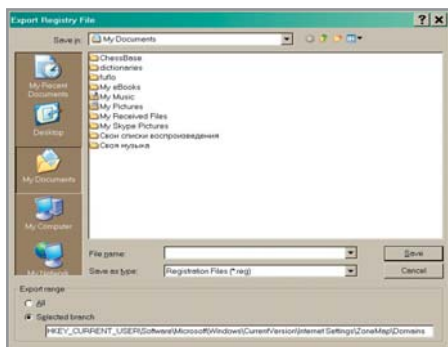 Export Registry File
Save in:
My Documents
My Recent Documents
Desktop
My Documents
My Computer
My Network
ChessBase
dictionaries
fuflo
My eBooks
My Music
My Pictures
My Received Files
My Skype Pictures
Свои списки воспроизведения
Своя музыка
File name:
Save
Save as type:
Registration Files (*.reg)
Cancel
Export range
All
Selected branch
HKEY_CURRENT_USER\Software\Microsoft\Windows\CurrentVersion\Internet Settings\ZoneMap\Domains